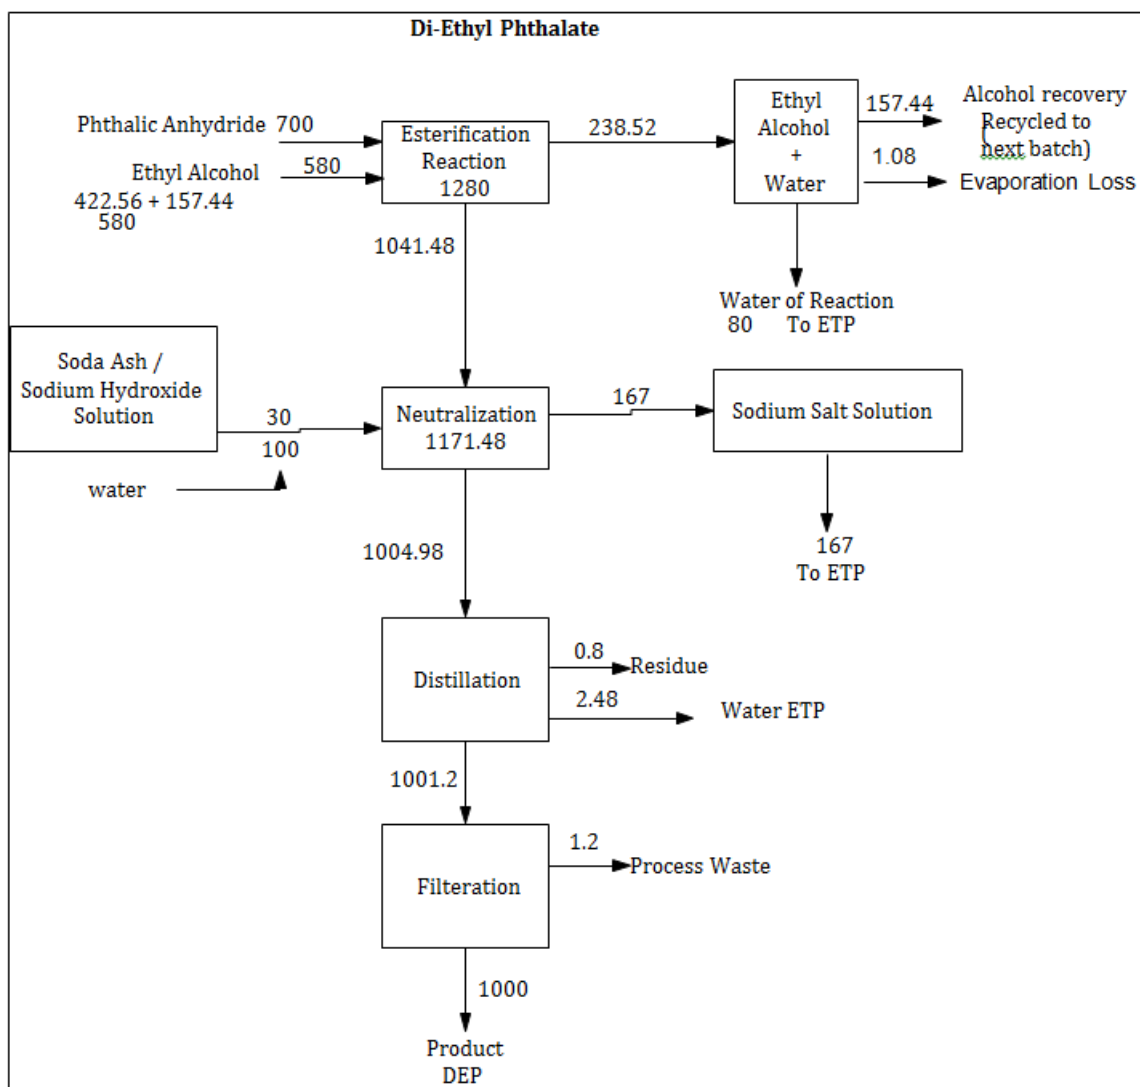 Di-Ethyl Phthalate
Phthalic Anhydride 700
Ethyl Alcohol 580
422.56 + 157.44
580
Esterification
Reaction
1280
238.52
Ethyl
Alcohol
+
Water
157.44
Alcohol recovery
(Recycled to
next batch)
1.08
Evaporation Loss
1041.48
Water of Reaction
80 To ETP
Soda Ash /
Sodium Hydroxide
Solution
30
100
water
Neutralization
1171.48
167
Sodium Salt Solution
167
To ETP
1004.98
Distillation
0.8
Residue
2.48
Water ETP
1001.2
Filteration
1.2
Process Waste
1000
Product
DEP